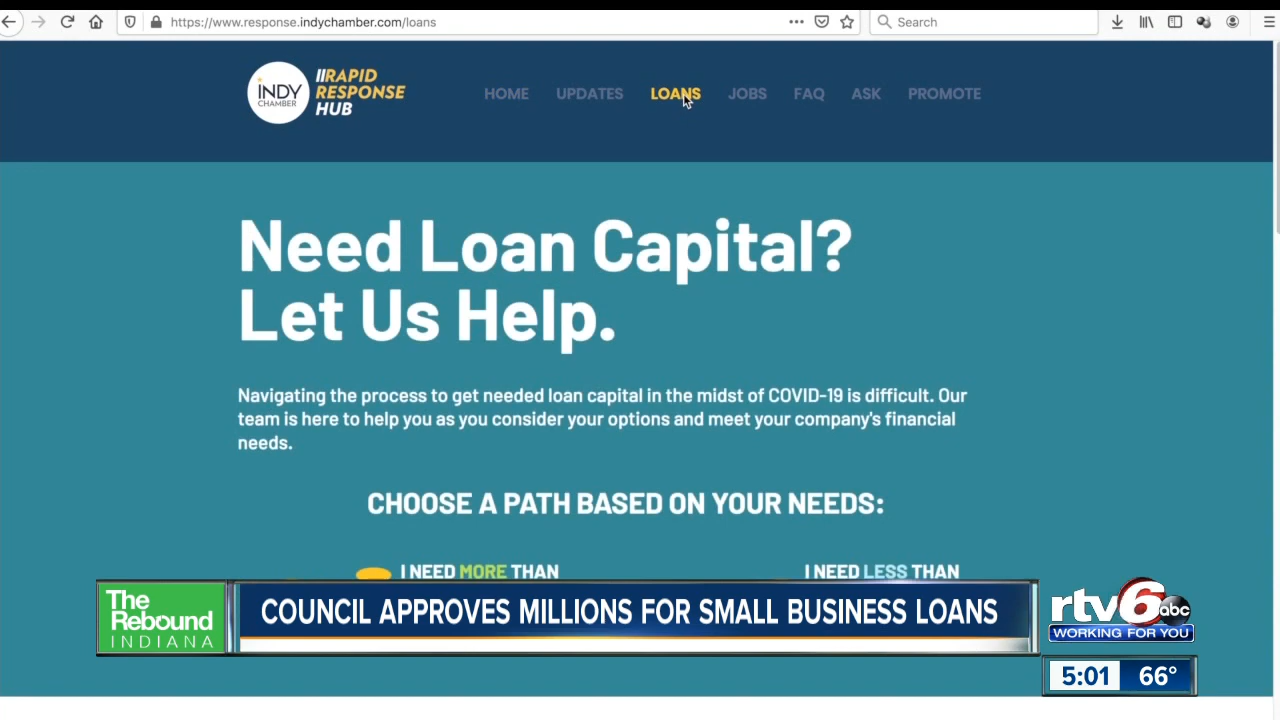 https://www.response.indychamber.com/loans
Search
INDY
CHAMBER
RAPID
RESPONSE
HUB
HOME UPDATES LOANS JOBS FAQ ASK PROMOTE
Need Loan Capital?
Let Us Help.
Navigating the process to get needed loan capital in the midst of COVID-19 is difficult. Our
team is here to help you as you consider your options and meet your company's financial
needs.
CHOOSE A PATH BASED ON YOUR NEEDS:
I NEED MORE THAN
I NEED LESS THAN
The
Rebound
INDIANA
COUNCIL APPROVES MILLIONS FOR SMALL BUSINESS LOANS
rtv6 abc
WORKING FOR YOU
5:01 66°